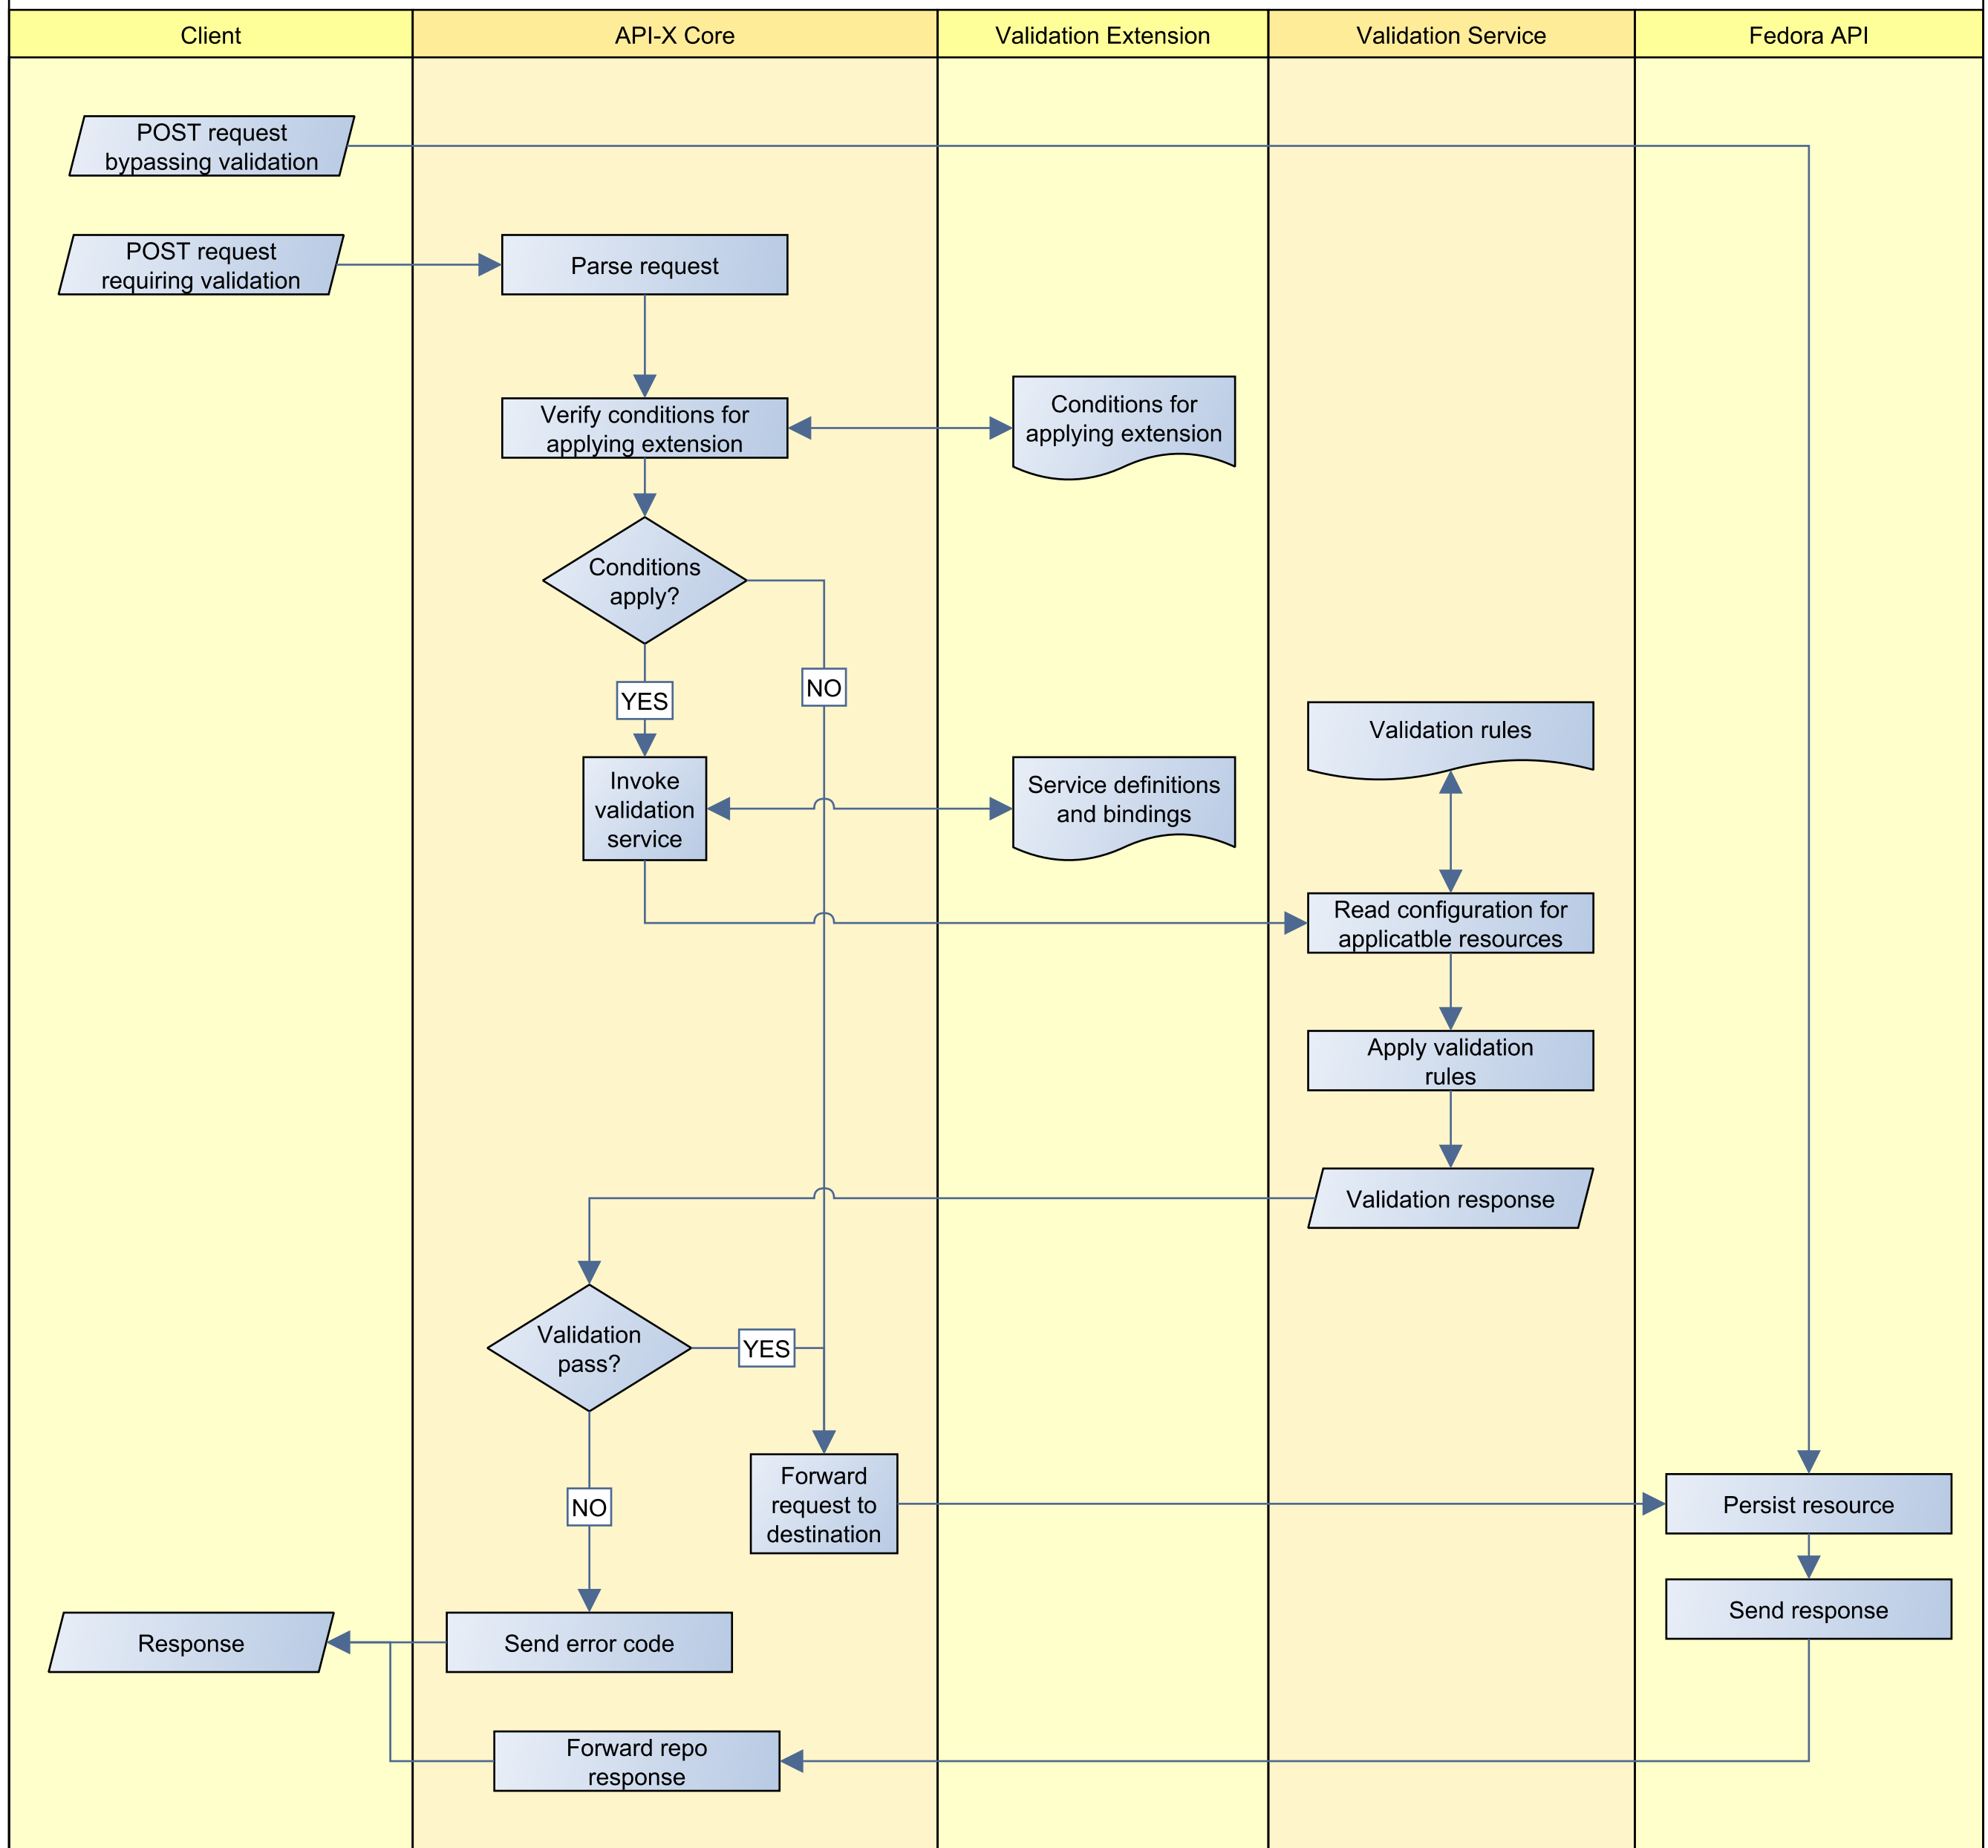 Client
API-X Core
Validation Extension
Validation Service
Fedora API
POST request
bypassing validation
POST request
requiring validation
Parse request
Verify conditions for
applying extension
Conditions for
applying extension
Conditions
apply?
NO
YES
Validation rules
Invoke
validation
service
Service definitions
and bindings
Read configuration for
applicatble resources
Apply validation
rules
Validation response
Validation
pass?
YES
Forward
request to
destination
NO
Persist resource
Send response
Response
Send error code
Forward repo
response